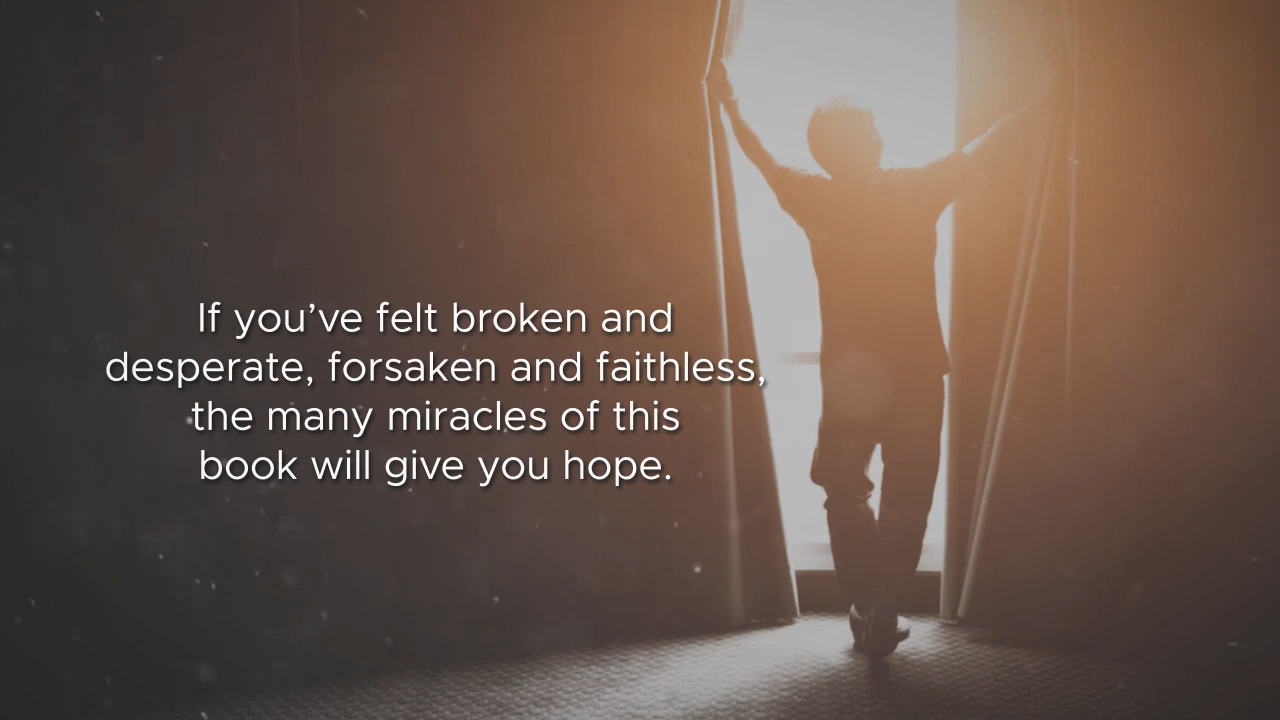 If you’ve felt broken and
desperate, forsaken and faithless,
the many miracles of this
book will give you hope.